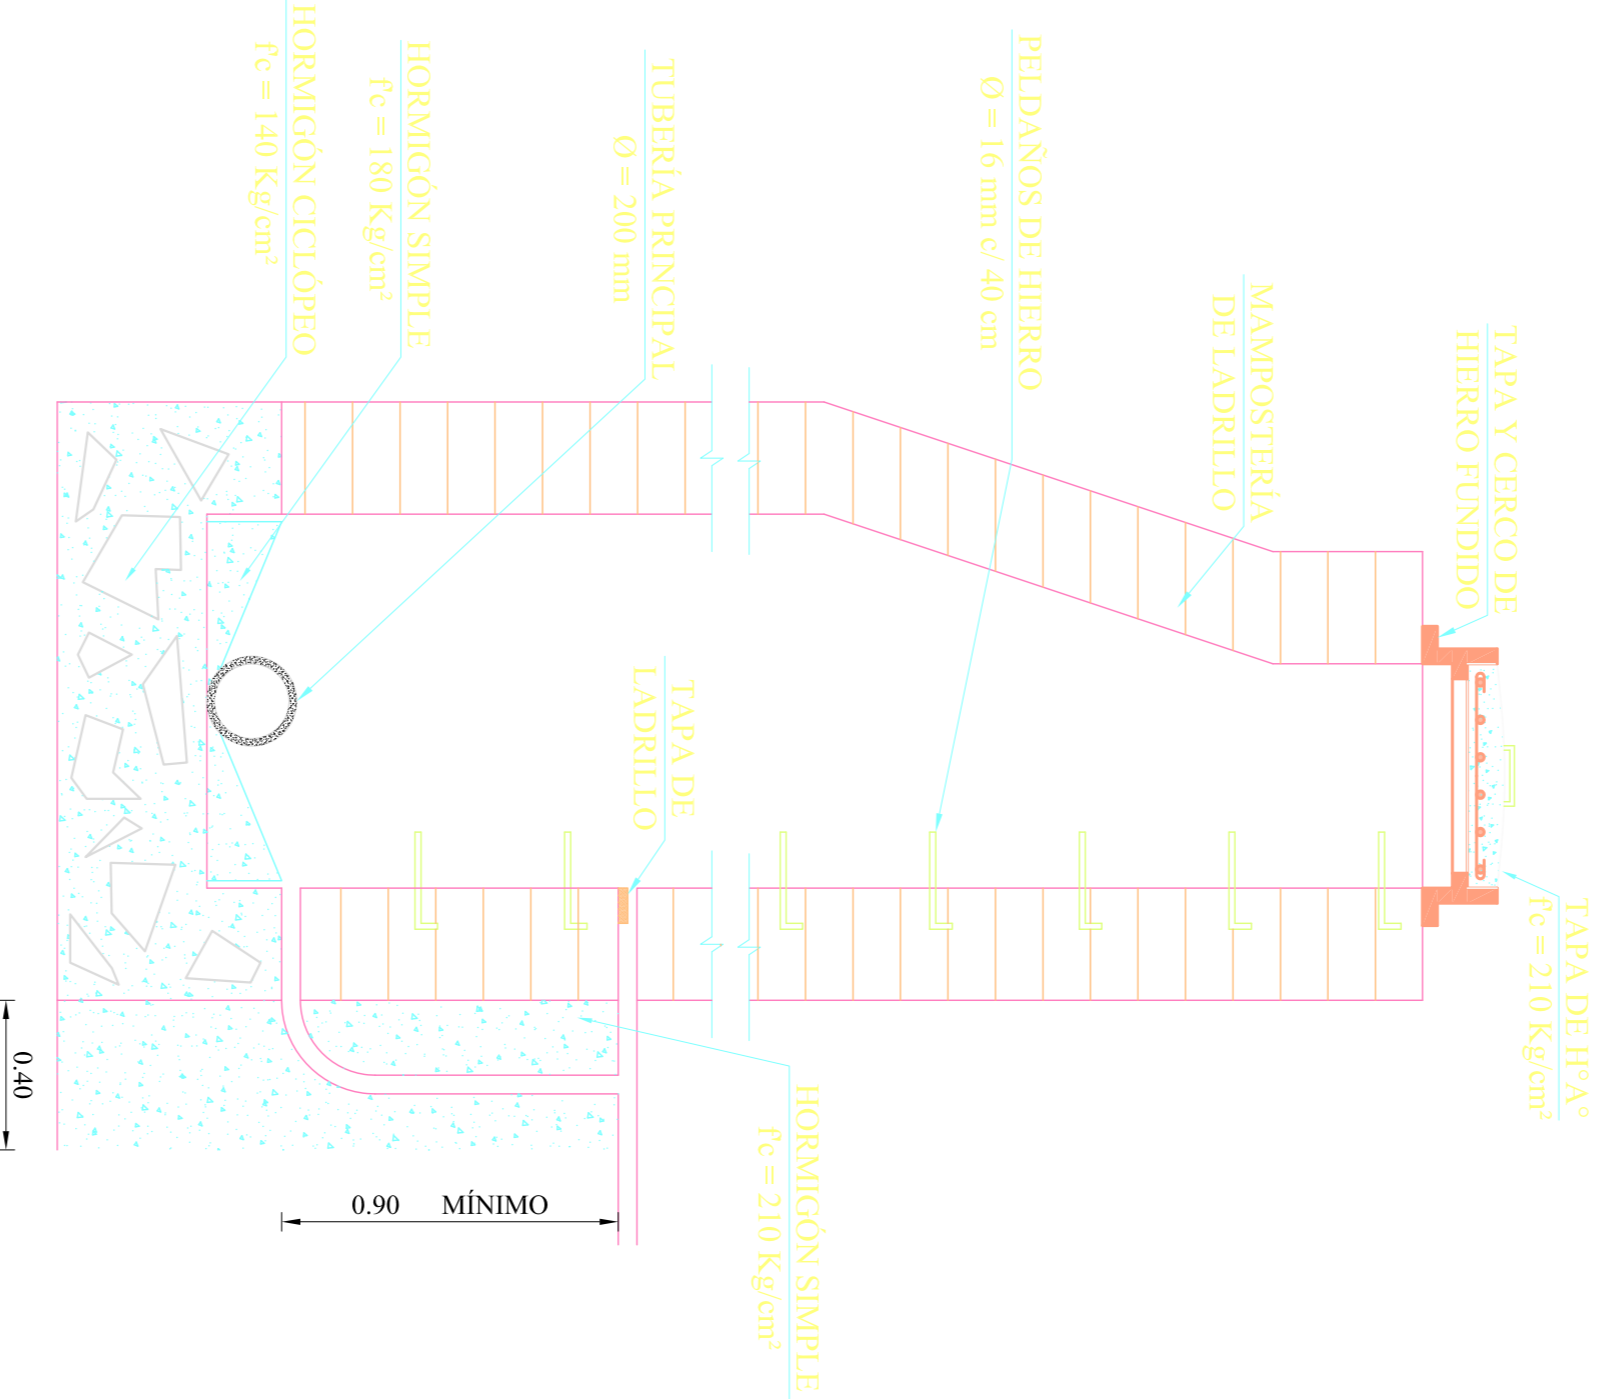 TAPA Y CERCO DE
HIERRO FUNDIDO
TAPA DE H°A°
f'c = 210 Kg/cm²
MAMPOSTERÍA
DE LADRILLO
PELDAÑOS DE HIERRO
Ø = 16 mm c/ 40 cm
HORMIGÓN SIMPLE
f'c = 210 Kg/cm²
TAPA DE
LADRILLO
TUBERÍA PRINCIPAL
Ø = 200 mm
HORMIGÓN SIMPLE
f'c = 180 Kg/cm²
HORMIGÓN CICLÓPEO
f'c = 140 Kg/cm²
0.90 MÍNIMO
0.40